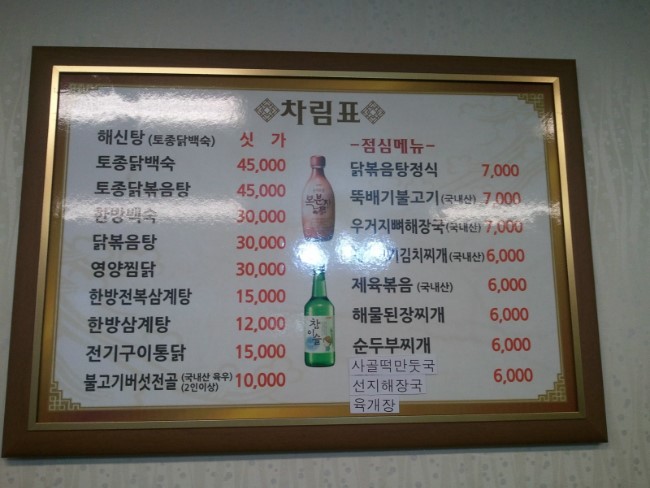 차림표
해신탕 (토종닭백숙) 싯가
토종닭백숙 45,000
토종닭볶음탕 45,000
한방백숙 30,000
닭볶음탕 30,000
영양찜닭 30,000
한방전복삼계탕 15,000
한방삼계탕 12,000
전기구이통닭 15,000
불고기버섯전골 (국내산 육우) (2인이상) 10,000
복분
참이슬
-점심메뉴-
닭볶음탕정식 7,000
뚝배기불고기 (국내산) 7,000
우거지뼈해장국 (국내산) 7,000
김치찌개 (국내산) 6,000
제육볶음 (국내산) 6,000
해물된장찌개 6,000
순두부찌개 6,000
사골떡만둣국
선지해장국 6,000
육개장